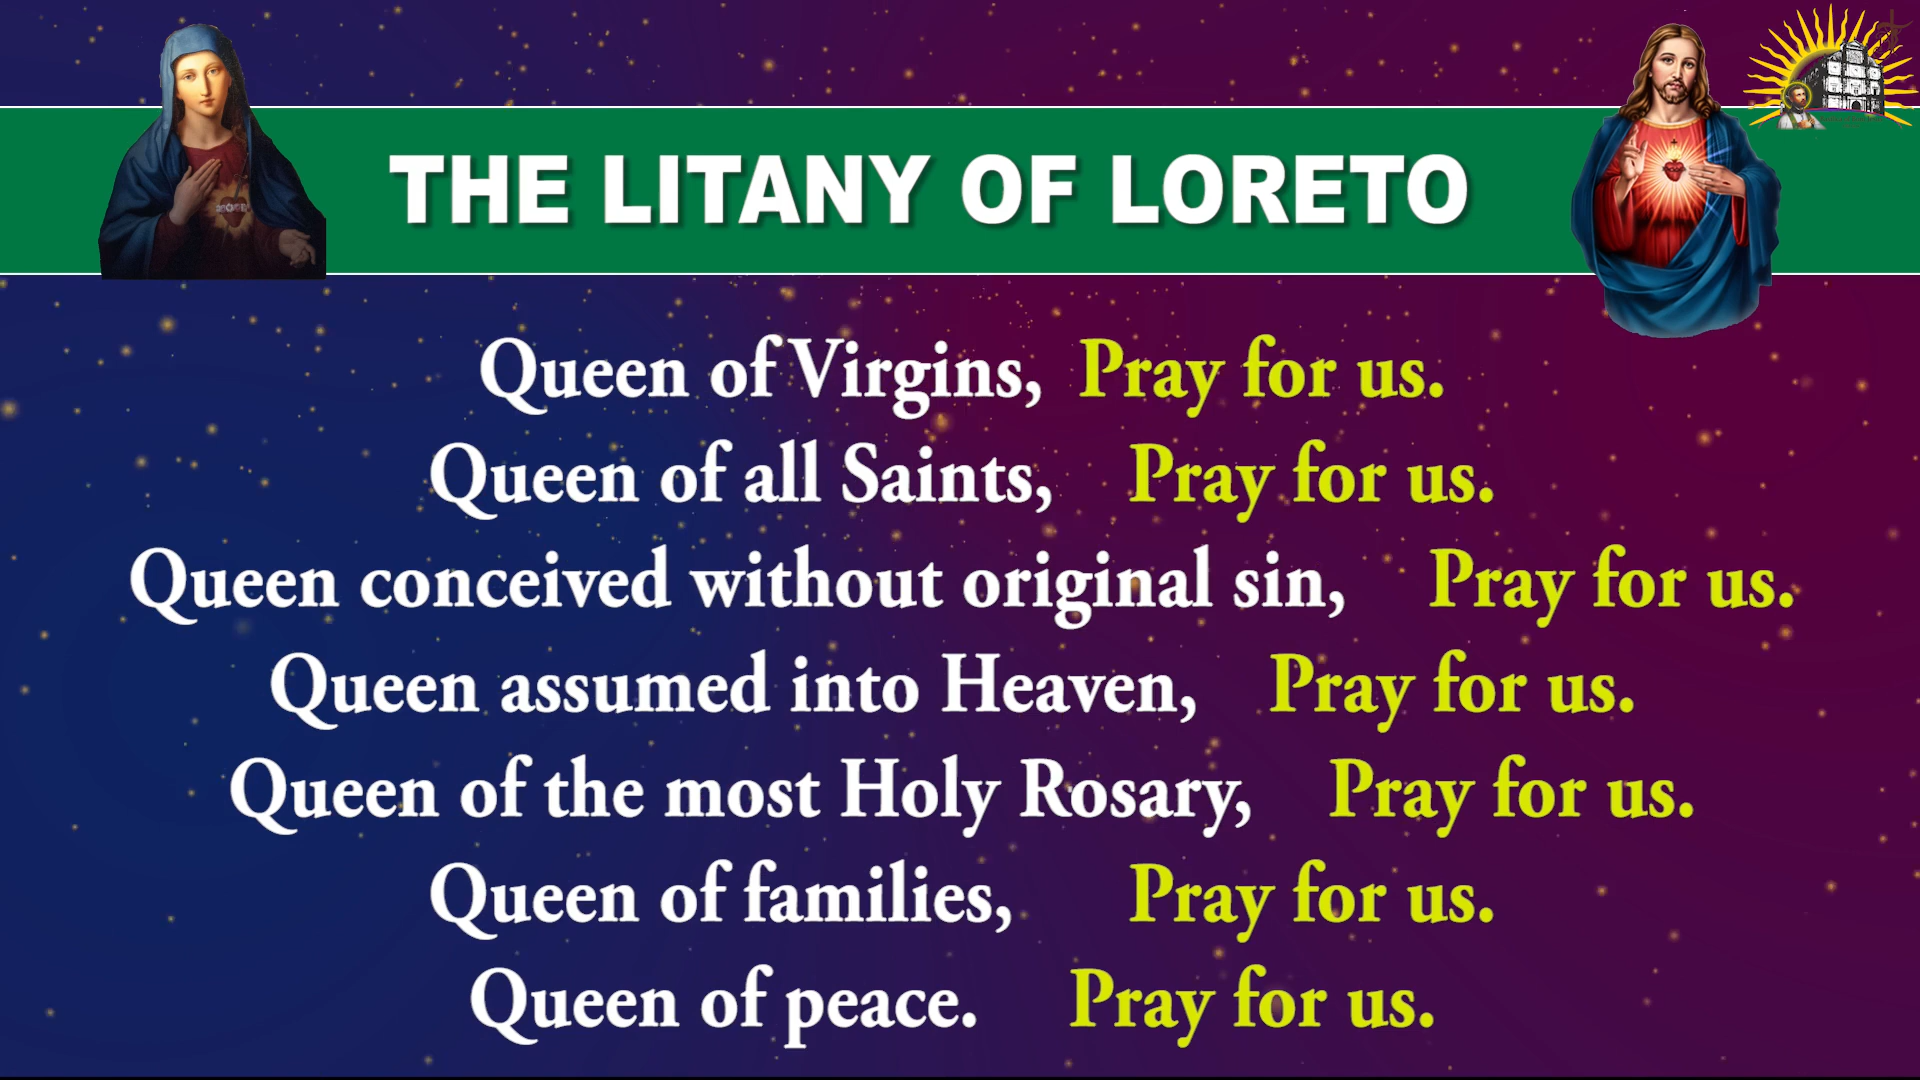 THE LITANY OF LORETO
Queen of Virgins, Pray for us.
Queen of all Saints, Pray for us.
Queen conceived without original sin, Pray for us.
Queen assumed into Heaven, Pray for us.
Queen of the most Holy Rosary, Pray for us.
Queen of families, Pray for us.
Queen of peace. Pray for us.